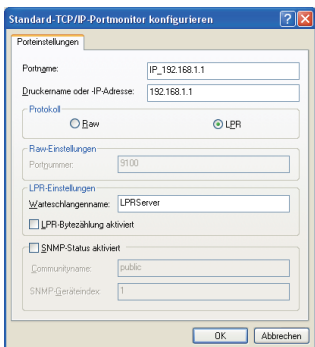 Standard-TCP/IP-Portmonitor konfigurieren
Porteinstellungen
Portname: IP_192.168.1.1
Druckername oder -IP-Adresse: 192.168.1.1
Protokoll
Raw LPR
Raw-Einstellungen
Portnummer: 9100
LPR-Einstellungen
Warteschlangenname: LPRServer
LPR-Bytezählung aktiviert
SNMP-Status aktiviert
Communityname: public
SNMP-Geräteindex: 1
OK Abbrechen